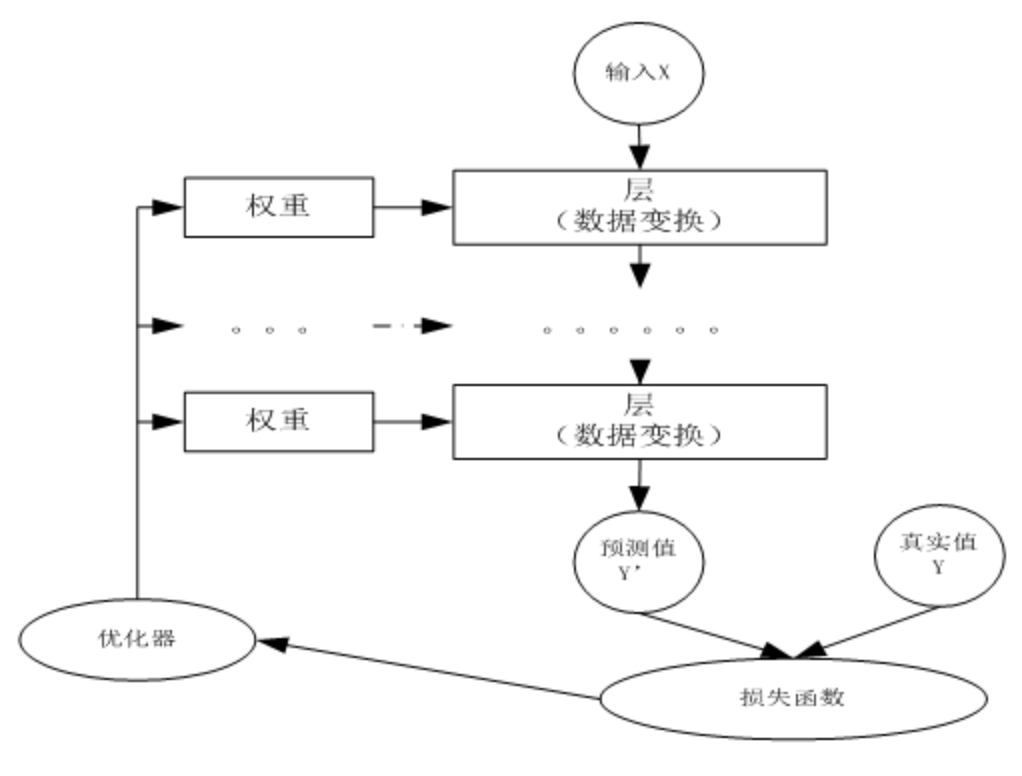 输入X
权重
层
（数据变换）
。。。
。。。。。。
权重
层
（数据变换）
预测值
Y’
真实值
Y
优化器
损失函数